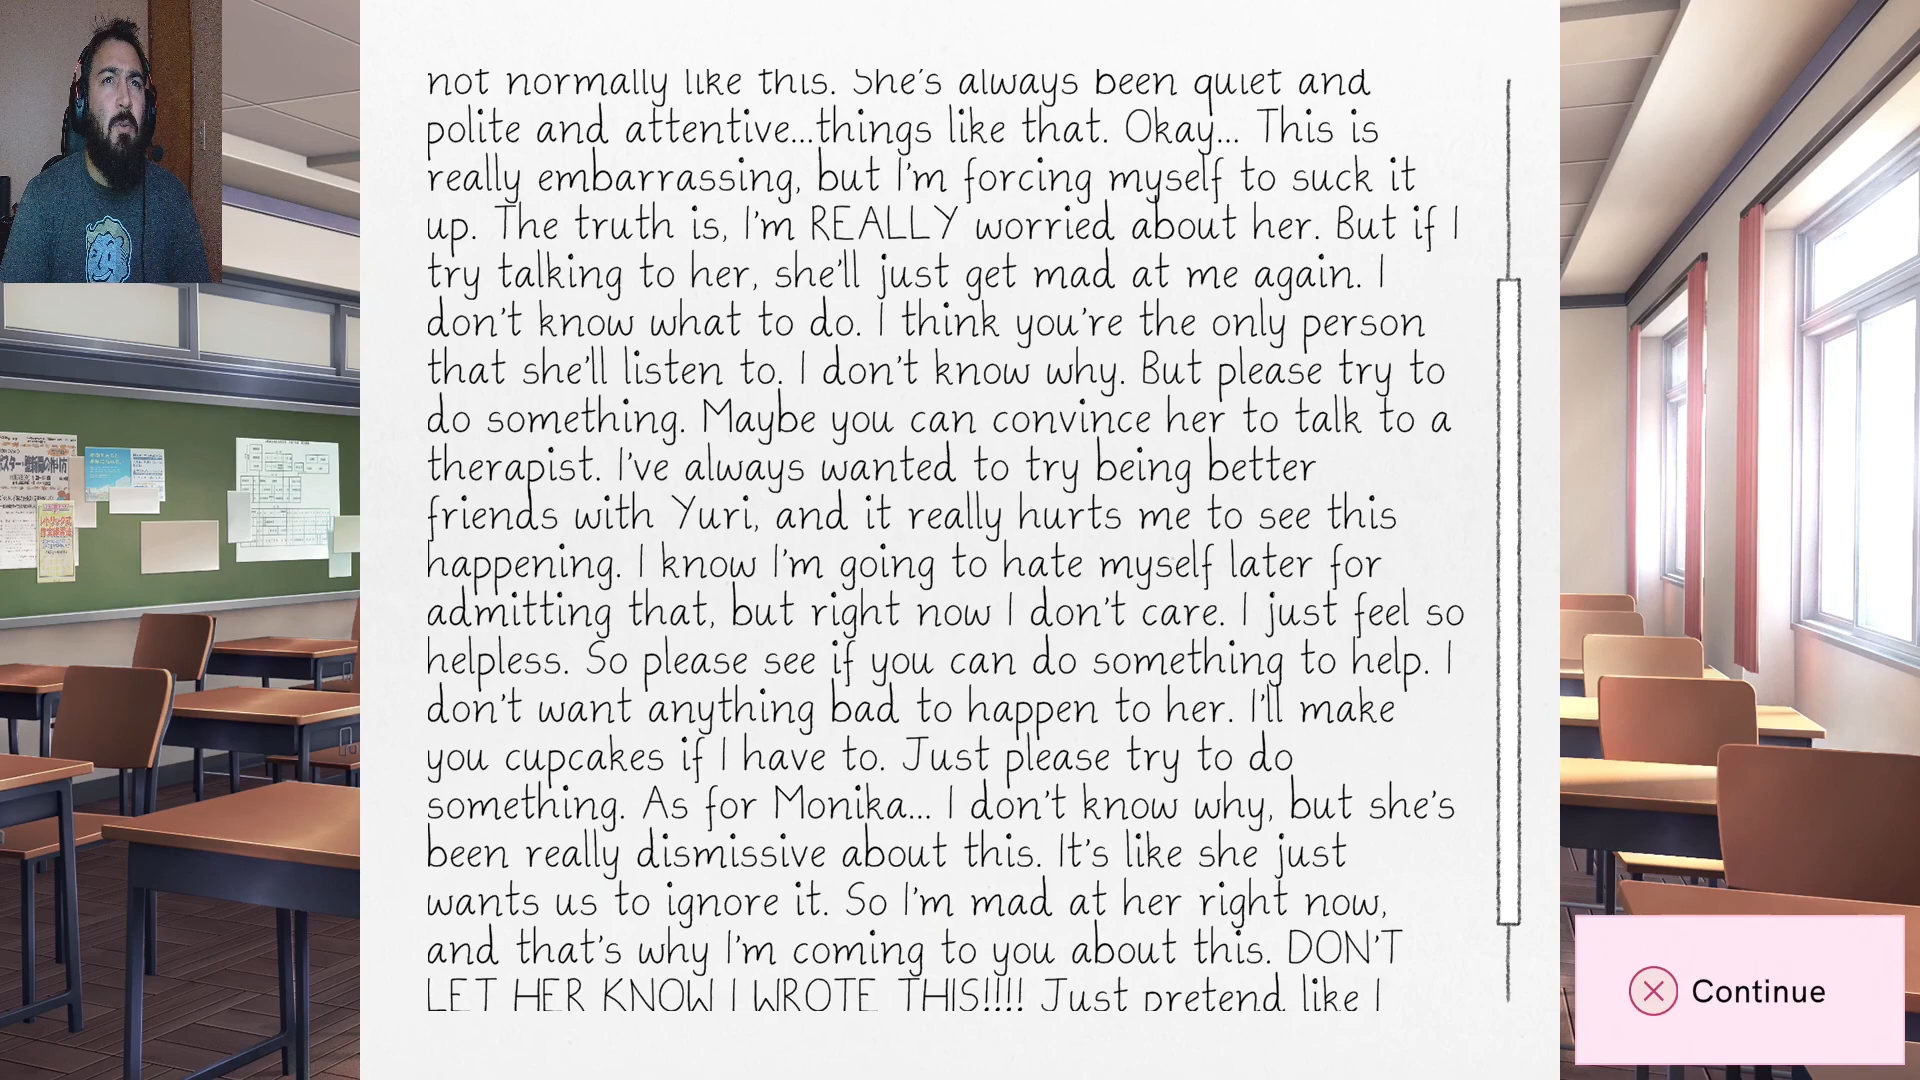 not normally like this. She's always been quiet and
polite and attentive...things like that. Okay... This is
really embarrassing, but I'm forcing myself to suck it
up. The truth is, I'm REALLY worried about her. But if I
try talking to her, she'll just get mad at me again. I
don't know what to do. I think you're the only person
that she'll listen to. I don't know why. But please try to
do something. Maybe you can convince her to talk to a
therapist. I've always wanted to try being better
friends with Yuri, and it really hurts me to see this
happening. I know I'm going to hate myself later for
admitting that, but right now I don't care. I just feel so
helpless. So please see if you can do something to help. I
don't want anything bad to happen to her. I'll make
you cupcakes if I have to. Just please try to do
something. As for Monika... I don't know why, but she's
been really dismissive about this. It's like she just
wants us to ignore it. So I'm mad at her right now,
and that's why I'm coming to you about this. DON'T
LET HER KNOW I WROTE THIS!!!! Just pretend like I
Continue